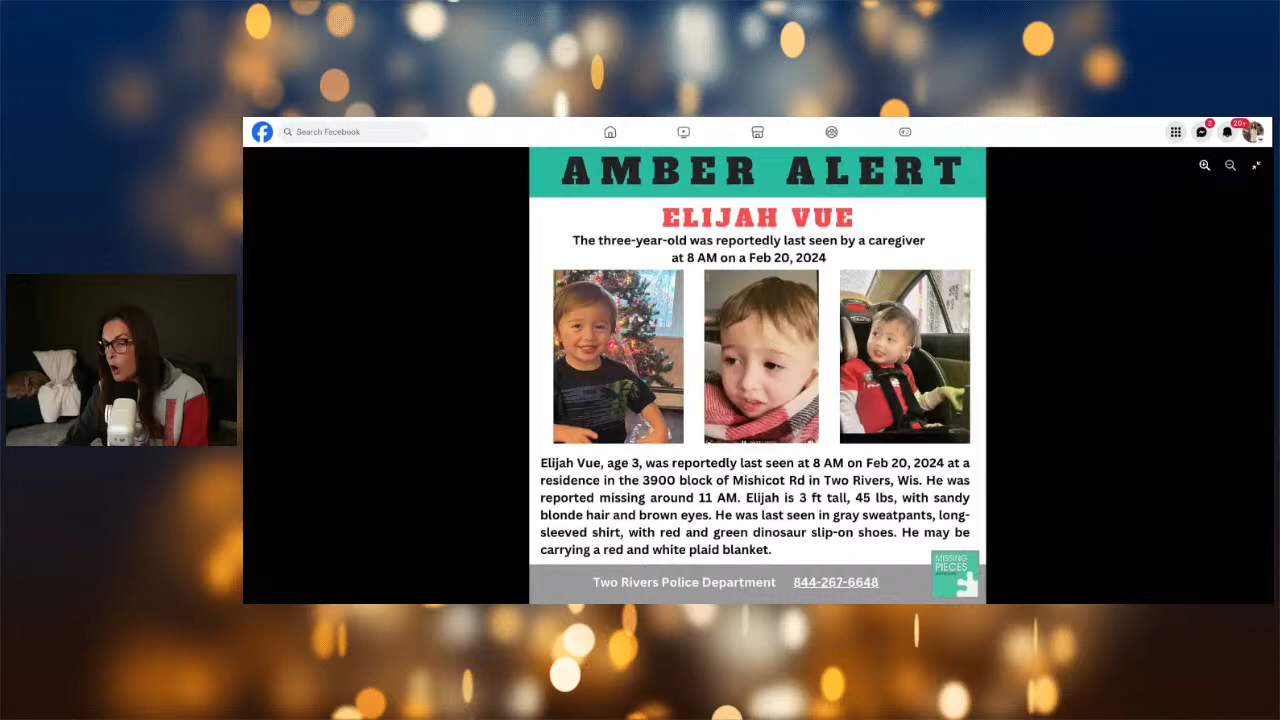 Search Facebook
2
20+
AMBER ALERT
ELIJAH VUE
The three-year-old was reportedly last seen by a caregiver
at 8 AM on a Feb 20, 2024
Elijah Vue, age 3, was reportedly last seen at 8 AM on Feb 20, 2024 at a
residence in the 3900 block of Mishicot Rd in Two Rivers, Wis. He was
reported missing around 11 AM. Elijah is 3 ft tall, 45 lbs, with sandy
blonde hair and brown eyes. He was last seen in gray sweatpants, long-
sleeved shirt, with red and green dinosaur slip-on shoes. He may be
carrying a red and white plaid blanket.
MISSING
PIECES
Two Rivers Police Department 844-267-6648